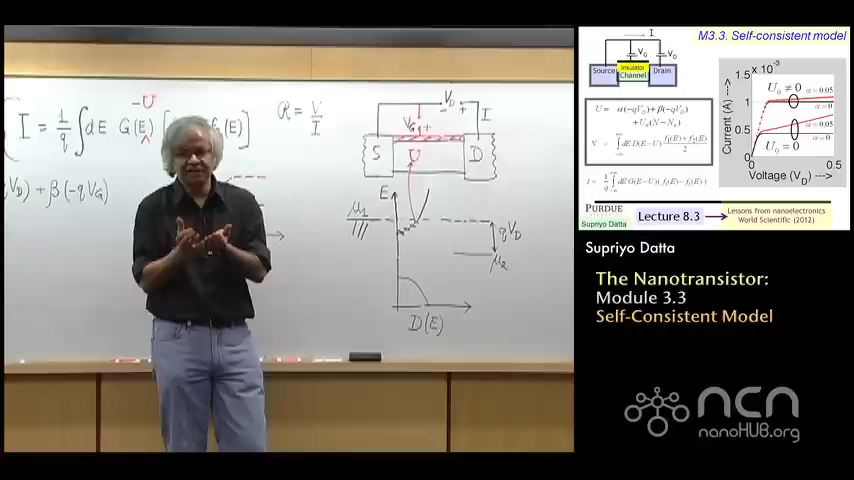 -U
I = 1/q ∫ dE G(E) [ f₂(E)]
V_D) + β(-qV_G)
R = V/I
V_D
- +
I
V_G +
S
U
D
E
μ₁
qV_D
μ₂
D(E)
M3.3. Self-consistent model
I
V_G
V_D
Insulator
Source
Channel
Drain
U = α(-qV_D) + β(-qV_G)
+ U₀(N-N₀)
N = ∫ dE D(E-U) (f₁(E)+f₂(E))/2
I = 1/q ∫ dE G(E-U) (f₁(E)-f₂(E))
x 10⁻³
1.5
1
0.5
0
0
0.5
Current (A) --->
Voltage (V_D) --->
U₀ ≠ 0
α=0.05
α=0
α=0.05
α=0
U₀ = 0
PURDUE
Supriyo Datta
Lecture 8.3
Lessons from nanoelectronics
World Scientific (2012)
Supriyo Datta
The Nanotransistor:
Module 3.3
Self-Consistent Model
ncn
nanoHUB.org